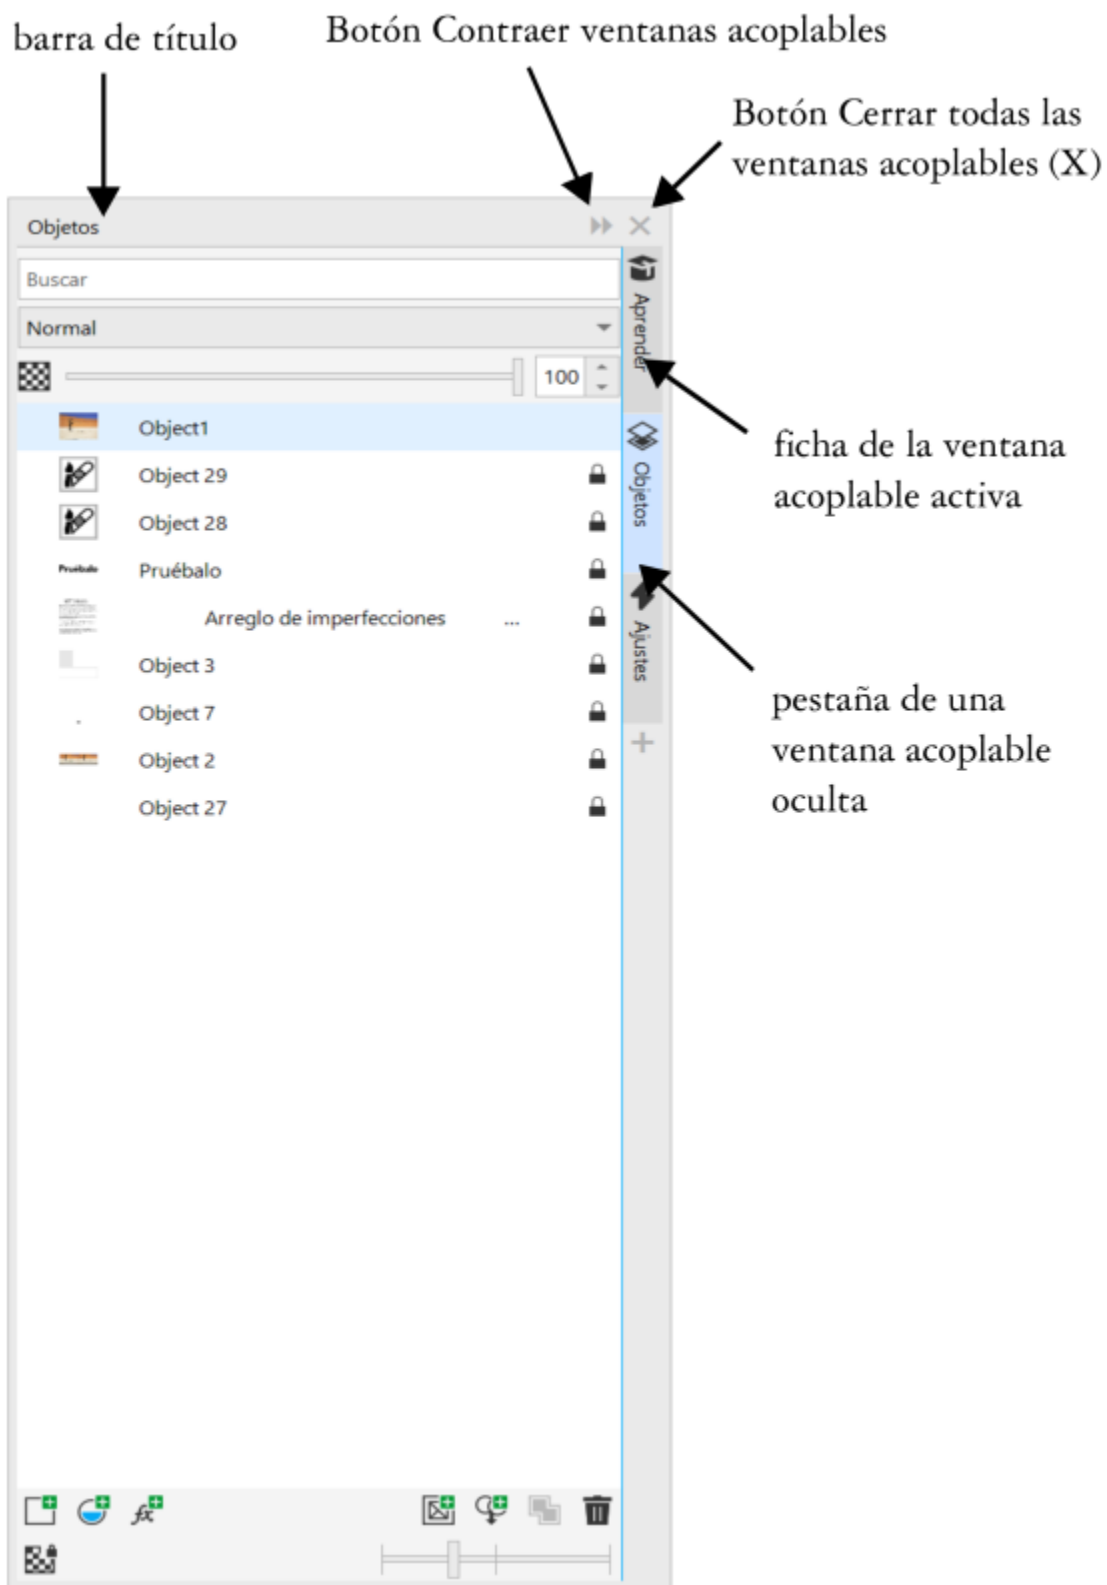 barra de título
Botón Contraer ventanas acoplables
Botón Cerrar todas las
ventanas acoplables (X)
Objetos
Buscar
Normal
100
Aprender
Objetos
Ajustes
ficha de la ventana
acoplable activa
pestaña de una
ventana acoplable
oculta
Object1
Object 29
Object 28
Pruébalo
Pruébalo
Arreglo de imperfecciones ...
Object 3
Object 7
Object 2
Object 27
fx